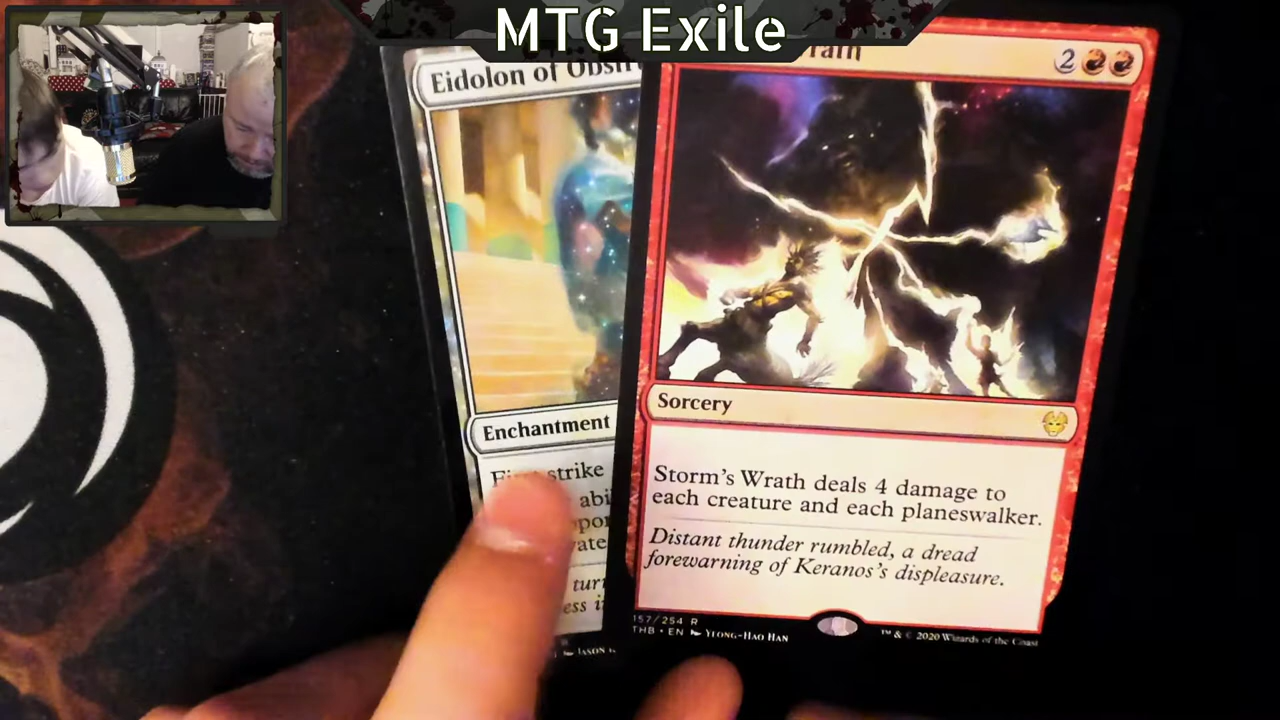 MTG Exile
Eidolon of
Enchantment
strike
Wrath
2
Sorcery
Storm's Wrath deals 4 damage to
each creature and each planeswalker.
Distant thunder rumbled, a dread
forewarning of Keranos's displeasure.
157/254 R
THB • EN Yeong-Hao Han
™ & © 2020 Wizards of the Coast